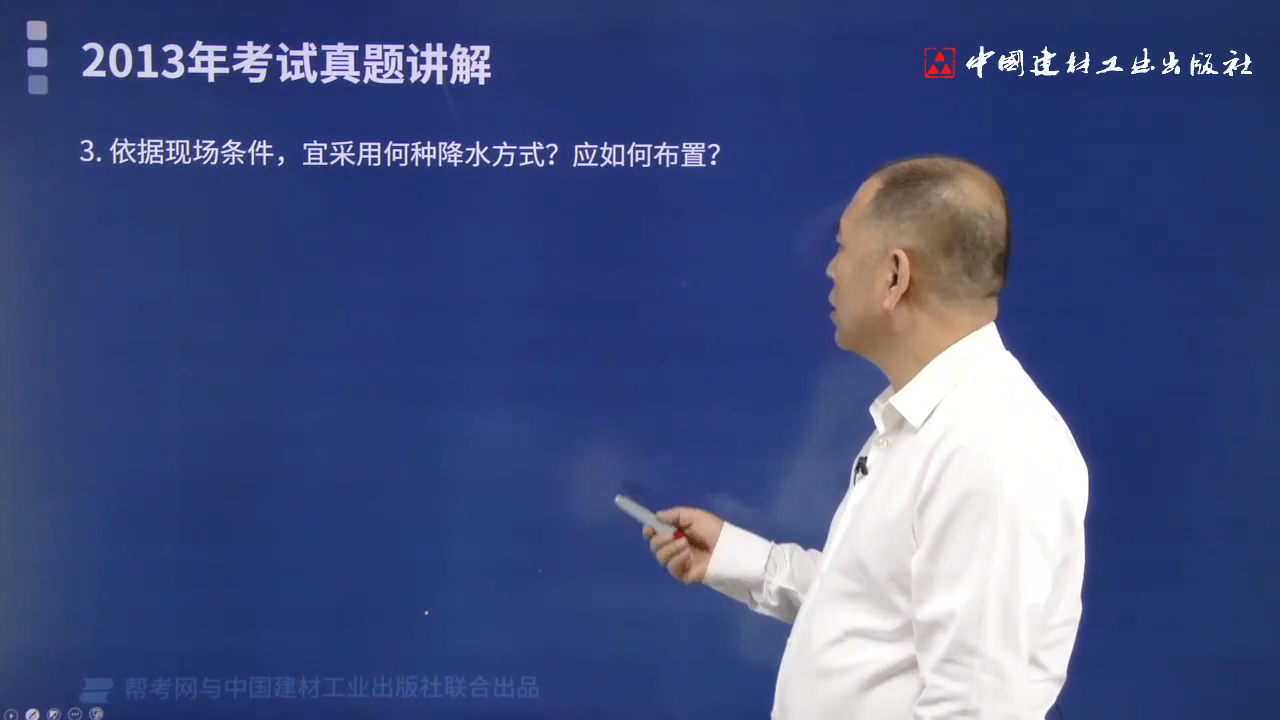 2013年考试真题讲解
中国建材工业出版社
3. 依据现场条件，宜采用何种降水方式？应如何布置？
帮考网与中国建材工业出版社联合出品